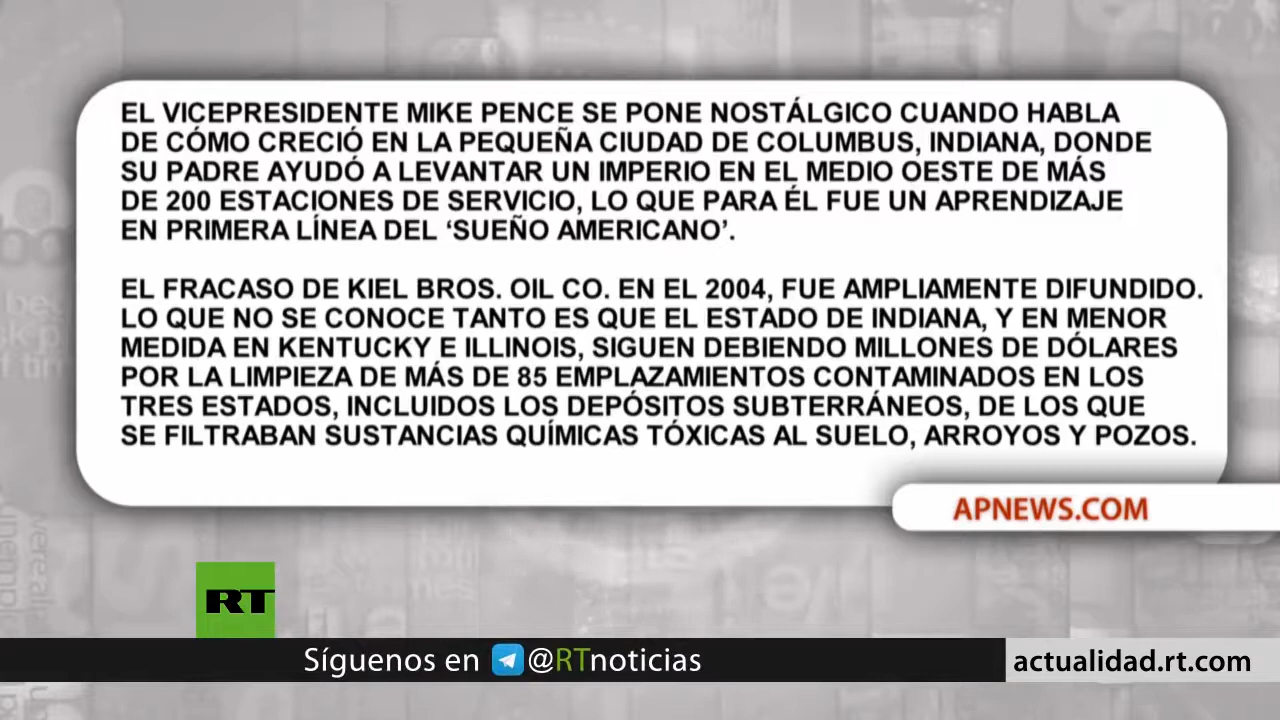 EL VICEPRESIDENTE MIKE PENCE SE PONE NOSTÁLGICO CUANDO HABLA
DE CÓMO CRECIÓ EN LA PEQUEÑA CIUDAD DE COLUMBUS, INDIANA, DONDE
SU PADRE AYUDÓ A LEVANTAR UN IMPERIO EN EL MEDIO OESTE DE MÁS
DE 200 ESTACIONES DE SERVICIO, LO QUE PARA ÉL FUE UN APRENDIZAJE
EN PRIMERA LÍNEA DEL ‘SUEÑO AMERICANO’.
EL FRACASO DE KIEL BROS. OIL CO. EN EL 2004, FUE AMPLIAMENTE DIFUNDIDO.
LO QUE NO SE CONOCE TANTO ES QUE EL ESTADO DE INDIANA, Y EN MENOR
MEDIDA EN KENTUCKY E ILLINOIS, SIGUEN DEBIENDO MILLONES DE DÓLARES
POR LA LIMPIEZA DE MÁS DE 85 EMPLAZAMIENTOS CONTAMINADOS EN LOS
TRES ESTADOS, INCLUIDOS LOS DEPÓSITOS SUBTERRÁNEOS, DE LOS QUE
SE FILTRABAN SUSTANCIAS QUÍMICAS TÓXICAS AL SUELO, ARROYOS Y POZOS.
APNEWS.COM
RT
Síguenos en @RTnoticias
actualidad.rt.com